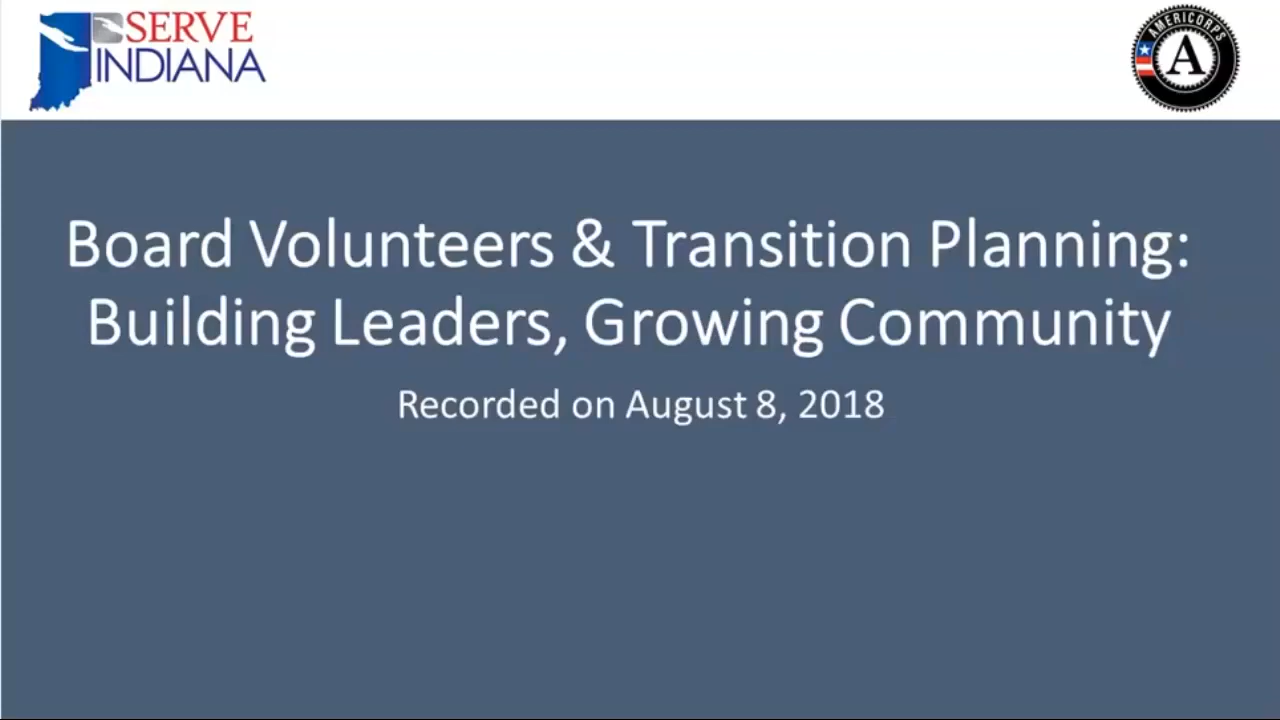 SERVE
INDIANA
AMERICORPS
A
Board Volunteers & Transition Planning:
Building Leaders, Growing Community
Recorded on August 8, 2018